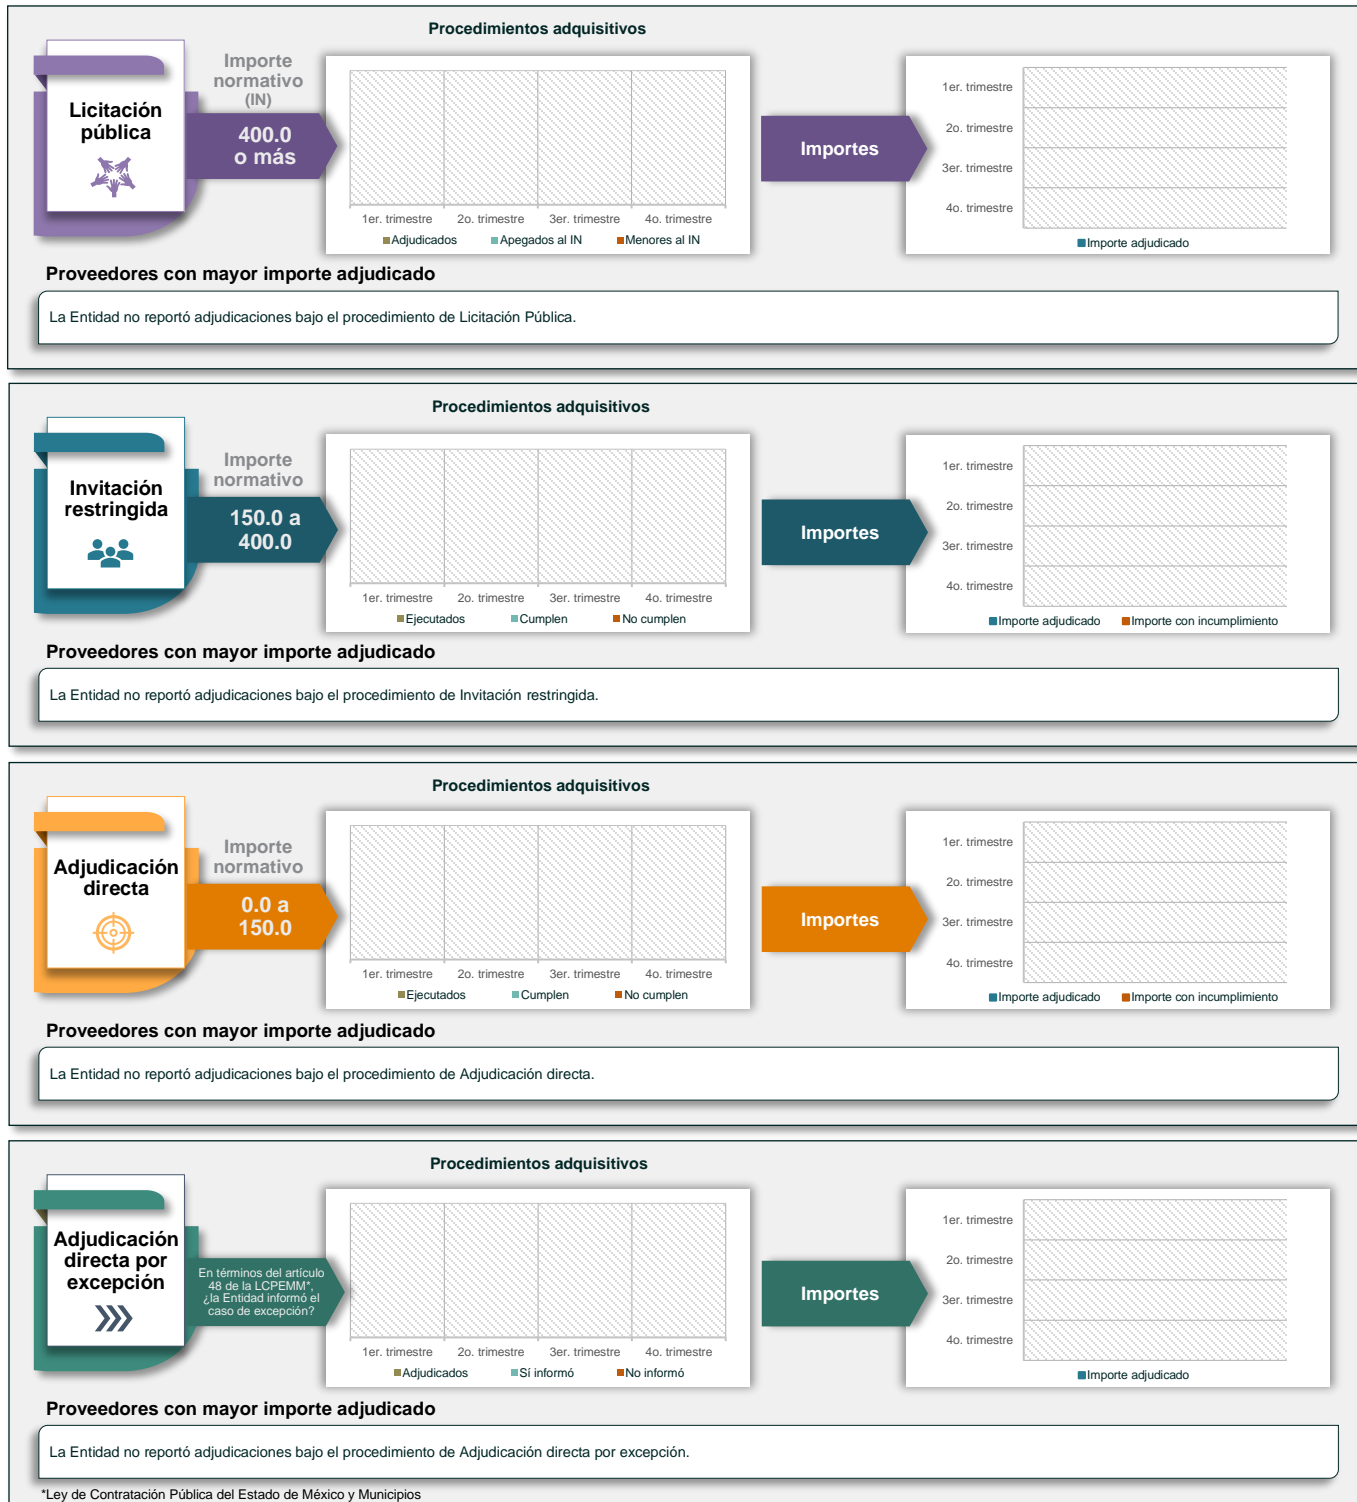 Procedimientos adquisitivos
Licitación
pública
Importe
normativo
(IN)
400.0
o más
1er. trimestre 2o. trimestre 3er. trimestre 4o. trimestre
Adjudicados Apegados al IN Menores al IN
Importes
1er. trimestre
2o. trimestre
3er. trimestre
4o. trimestre
Importe adjudicado
Proveedores con mayor importe adjudicado
La Entidad no reportó adjudicaciones bajo el procedimiento de Licitación Pública.
Procedimientos adquisitivos
Invitación
restringida
Importe
normativo
150.0 a
400.0
1er. trimestre 2o. trimestre 3er. trimestre 4o. trimestre
Ejecutados Cumplen No cumplen
Importes
1er. trimestre
2o. trimestre
3er. trimestre
4o. trimestre
Importe adjudicado Importe con incumplimiento
Proveedores con mayor importe adjudicado
La Entidad no reportó adjudicaciones bajo el procedimiento de Invitación restringida.
Procedimientos adquisitivos
Adjudicación
directa
Importe
normativo
0.0 a
150.0
1er. trimestre 2o. trimestre 3er. trimestre 4o. trimestre
Ejecutados Cumplen No cumplen
Importes
1er. trimestre
2o. trimestre
3er. trimestre
4o. trimestre
Importe adjudicado Importe con incumplimiento
Proveedores con mayor importe adjudicado
La Entidad no reportó adjudicaciones bajo el procedimiento de Adjudicación directa.
Procedimientos adquisitivos
Adjudicación
directa por
excepción
En términos del artículo
48 de la LCPEMM*,
¿la Entidad informó el
caso de excepción?
1er. trimestre 2o. trimestre 3er. trimestre 4o. trimestre
Adjudicados Sí informó No informó
Importes
1er. trimestre
2o. trimestre
3er. trimestre
4o. trimestre
Importe adjudicado
Proveedores con mayor importe adjudicado
La Entidad no reportó adjudicaciones bajo el procedimiento de Adjudicación directa por excepción.
*Ley de Contratación Pública del Estado de México y Municipios